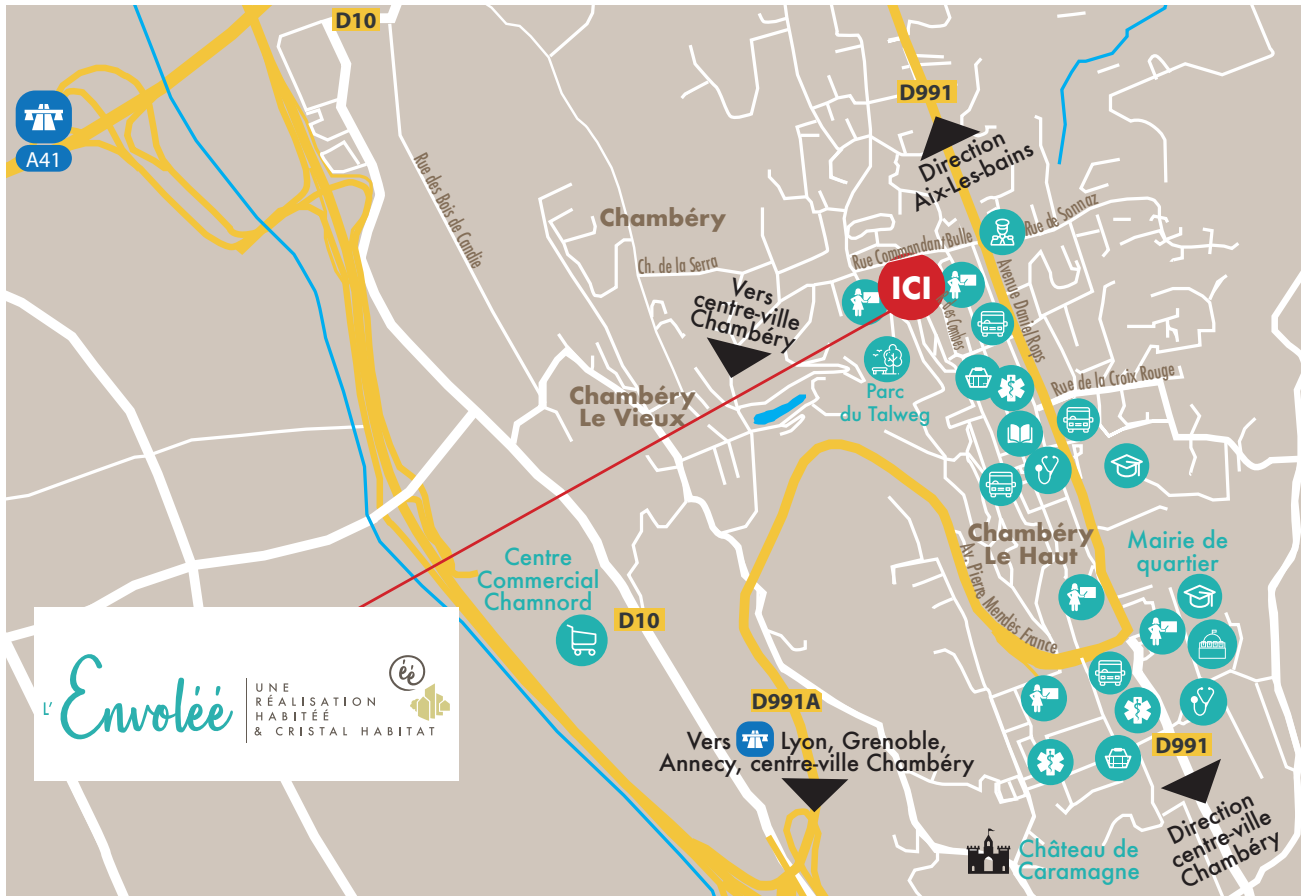 D10
D991
A41
Direction
Aix-Les-bains
Rue des Bois de Candie
Chambéry
Rue Commandant Bulle
Rue de Sonnaz
Ch. de la Serra
ICI
Vers
centre-ville
Chambéry
des Combes
Avenue Daniel Rops
Parc
du Talweg
Rue de la Croix Rouge
Chambéry
Le Vieux
Chambéry
Le Haut
Mairie de
quartier
Centre
Commercial
Chamnord
Av. Pierre Mendès France
D10
L'Envoléé
UNE
RÉALISATION
HABITÉÉ
& CRISTAL HABITAT
éé
D991A
Vers Lyon, Grenoble,
Annecy, centre-ville Chambéry
D991
Direction
centre-ville
Chambéry
Château de
Caramagne